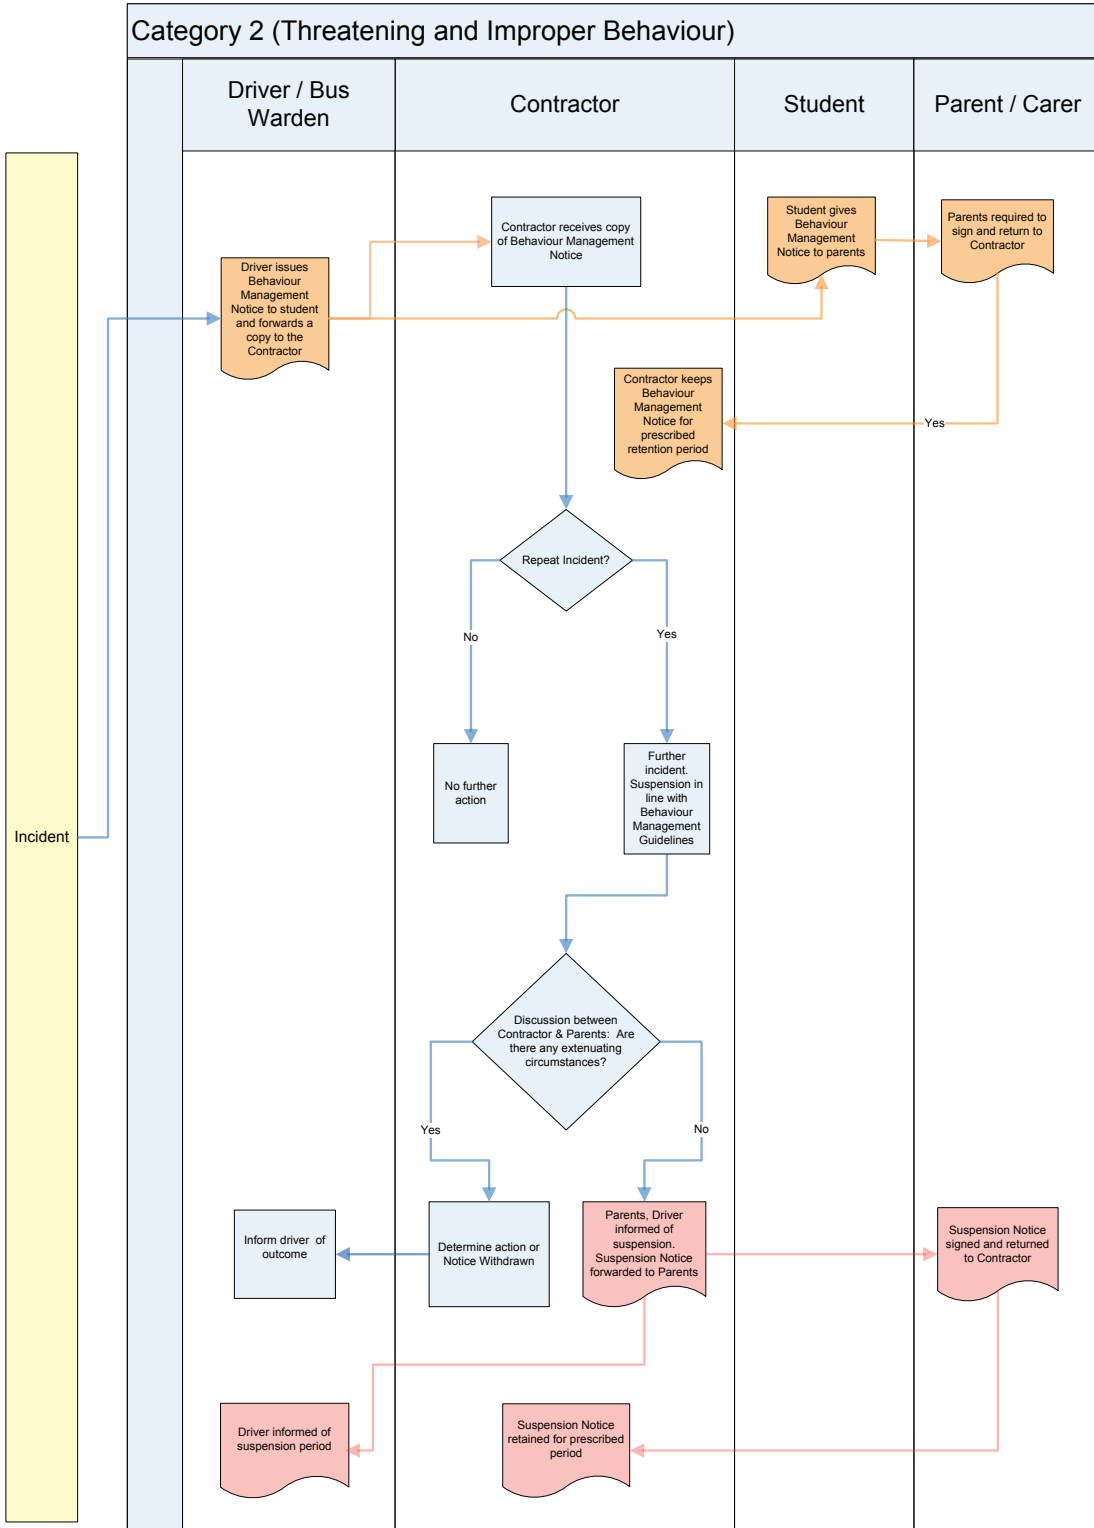 Category 2 (Threatening and Improper Behaviour)
Driver / Bus
Warden
Contractor
Student
Parent / Carer
Incident
Driver issues
Behaviour
Management
Notice to student
and forwards a
copy to the
Contractor
Contractor receives copy
of Behaviour Management
Notice
Student gives
Behaviour
Management
Notice to parents
Parents required to
sign and return to
Contractor
Yes
Contractor keeps
Behaviour
Management
Notice for
prescribed
retention period
Repeat Incident?
No
Yes
No further
action
Further
incident.
Suspension in
line with
Behaviour
Management
Guidelines
Discussion between
Contractor & Parents:  Are
there any extenuating
circumstances?
Yes
No
Inform driver  of
outcome
Determine action or
Notice Withdrawn
Parents, Driver
informed of
suspension.
Suspension Notice
forwarded to Parents
Suspension Notice
signed and returned
to Contractor
Driver informed of
suspension period
Suspension Notice
retained for prescribed
period